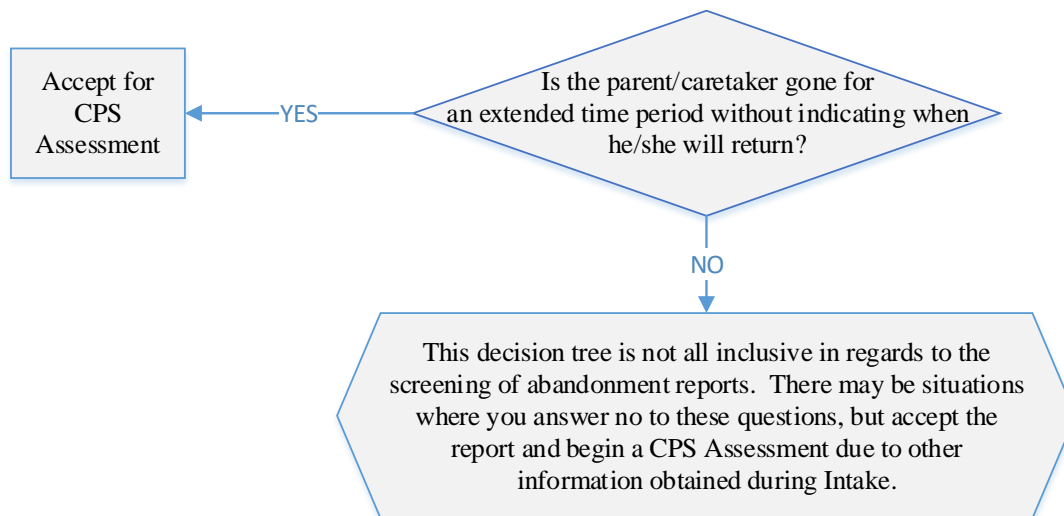 Accept for
CPS
Assessment
YES
Is the parent/caretaker gone for
an extended time period without indicating when
he/she will return?
NO
This decision tree is not all inclusive in regards to the
screening of abandonment reports.  There may be situations
where you answer no to these questions, but accept the
report and begin a CPS Assessment due to other
information obtained during Intake.